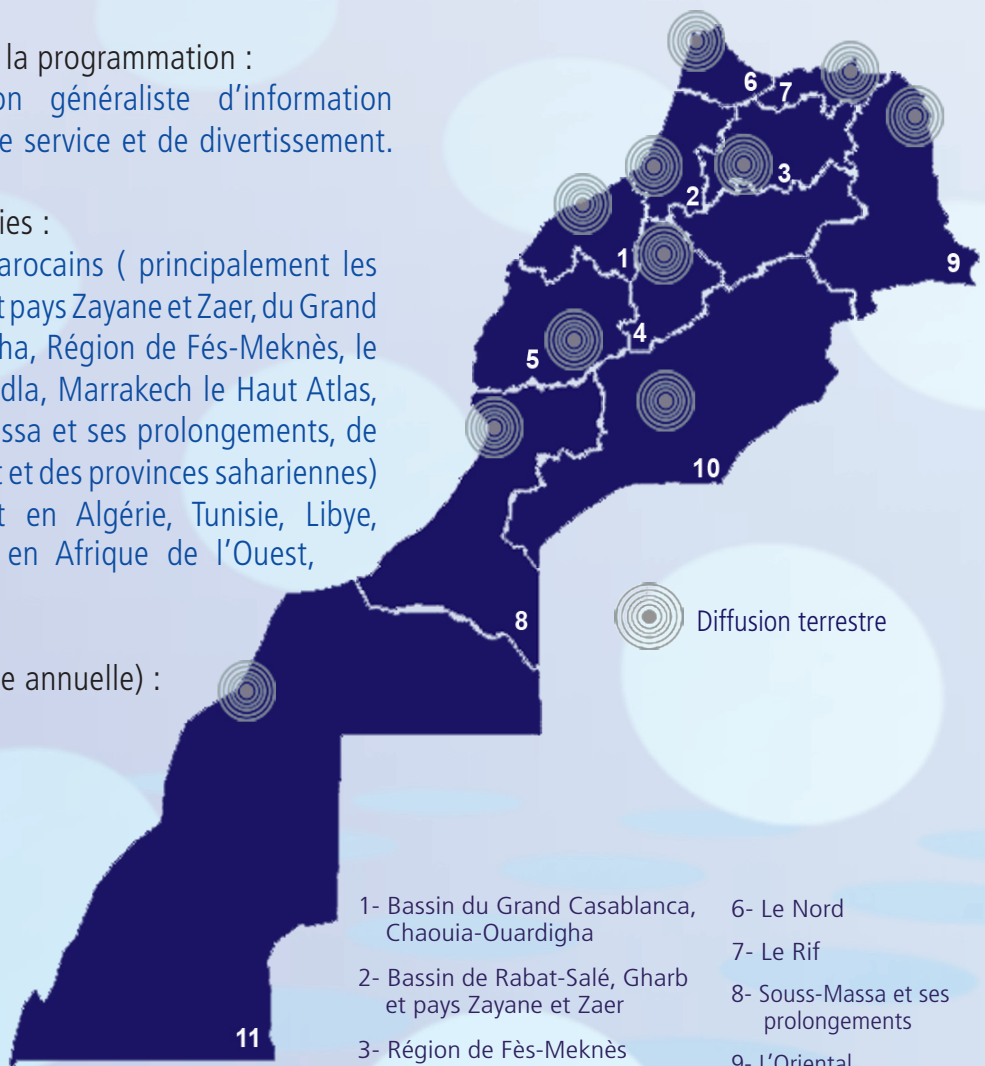 la programmation :
on généraliste d’information
e service et de divertissement.
ies :
arocains ( principalement les
t pays Zayane et Zaer, du Grand
ha, Région de Fés-Meknès, le
dla, Marrakech le Haut Atlas,
ssa et ses prolongements, de
t et des provinces sahariennes)
t en Algérie, Tunisie, Libye,
en Afrique de l’Ouest,
e annuelle) :
6
7
3
2
1
9
4
5
10
8
11
Diffusion terrestre
1- Bassin du Grand Casablanca,
Chaouia-Ouardigha
2- Bassin de Rabat-Salé, Gharb
et pays Zayane et Zaer
3- Région de Fès-Meknès
6- Le Nord
7- Le Rif
8- Souss-Massa et ses
prolongements
9- L’Oriental